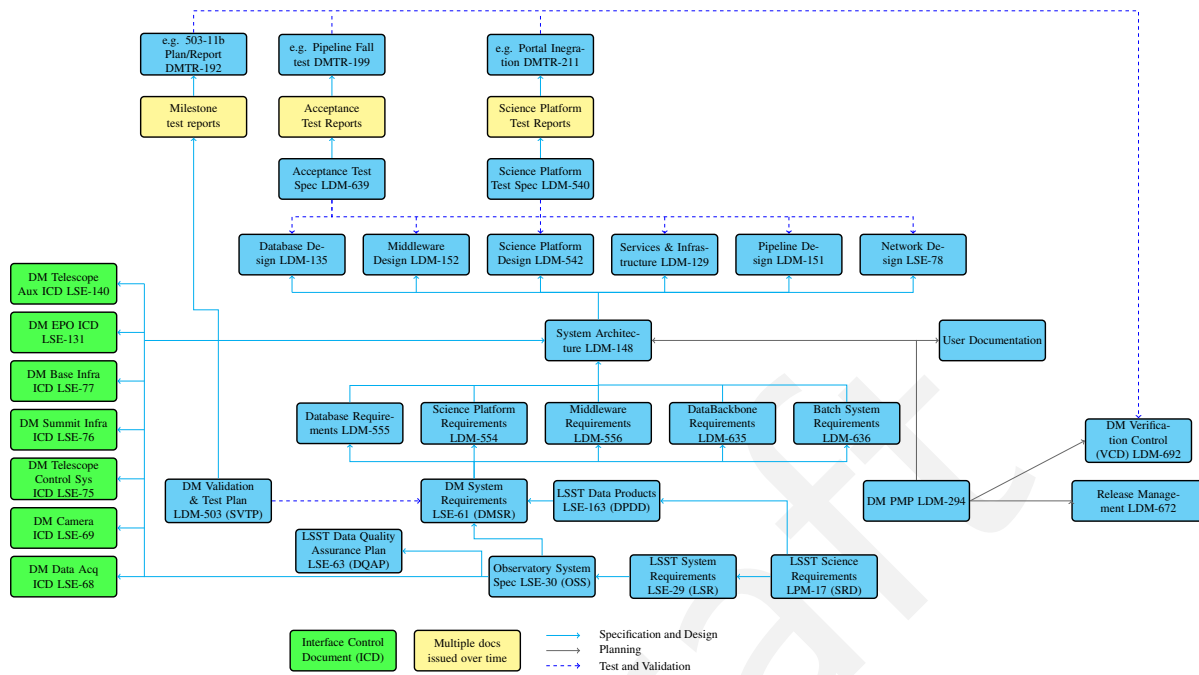 e.g. 503-11b
Plan/Report
DMTR-192
e.g. Pipeline Fall
test DMTR-199
e.g. Portal Inegra-
tion DMTR-211
Milestone
test reports
Acceptance
Test Reports
Science Platform
Test Reports
Acceptance Test
Spec LDM-639
Science Platform
Test Spec LDM-540
Database De-
sign LDM-135
Middleware
Design LDM-152
Science Platform
Design LDM-542
Services & Infras-
tructure LDM-129
Pipeline De-
sign LDM-151
Network De-
sign LSE-78
DM Telescope
Aux ICD LSE-140
DM EPO ICD
LSE-131
DM Base Infra
ICD LSE-77
DM Summit Infra
ICD LSE-76
DM Telescope
Control Sys
ICD LSE-75
DM Camera
ICD LSE-69
DM Data Acq
ICD LSE-68
System Architec-
ture LDM-148
User Documentation
Database Require-
ments LDM-555
Science Platform
Requirements
LDM-554
Middleware
Requirements
LDM-556
DataBackbone
Requirements
LDM-635
Batch System
Requirements
LDM-636
DM Verifica-
tion Control
(VCD) LDM-692
DM Validation
& Test Plan
LDM-503 (SVTP)
DM System
Requirements
LSE-61 (DMSR)
LSST Data Products
LSE-163 (DPDD)
DM PMP LDM-294
Release Manage-
ment LDM-672
LSST Data Quality
Assurance Plan
LSE-63 (DQAP)
Observatory System
Spec LSE-30 (OSS)
LSST System
Requirements
LSE-29 (LSR)
LSST Science
Requirements
LPM-17 (SRD)
Interface Control
Document (ICD)
Multiple docs
issued over time
Specification and Design
Planning
Test and Validation